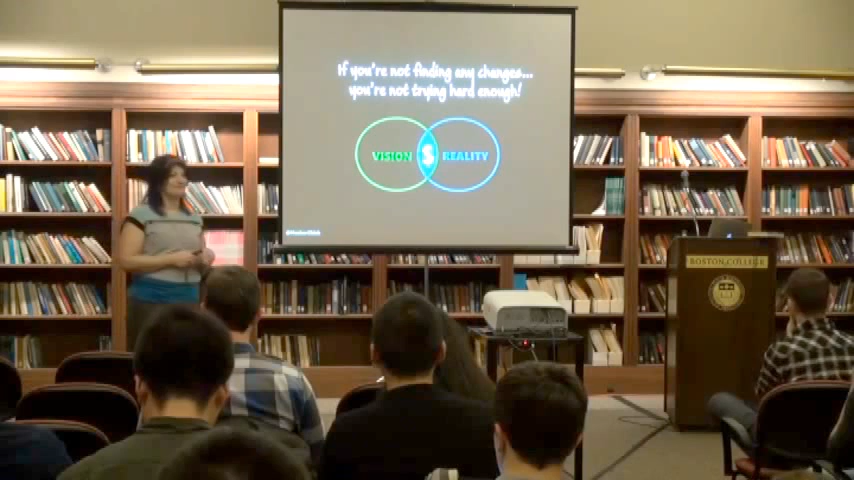 If you're not finding any changes...
you're not trying hard enough!
VISION $ REALITY
BOSTON COLLEGE